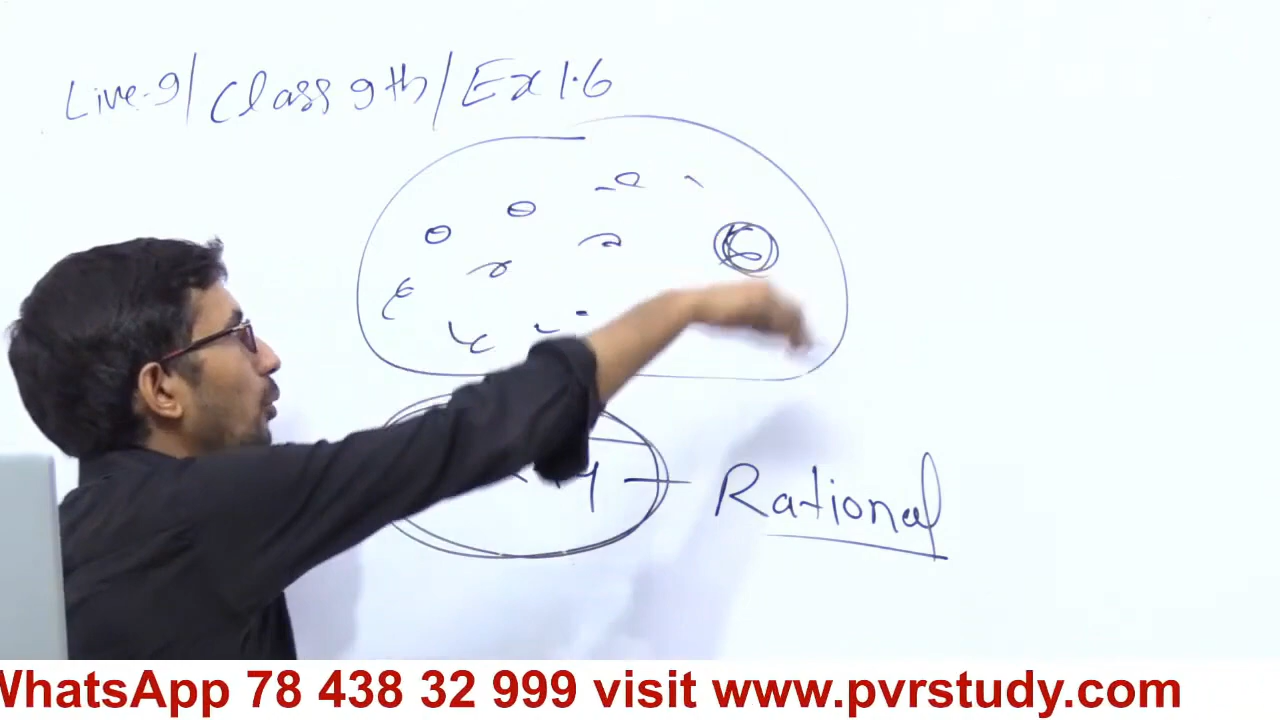 Live-9/Class 9th/Ex 1.6
Rational
WhatsApp 78 438 32 999 visit www.pvrstudy.com